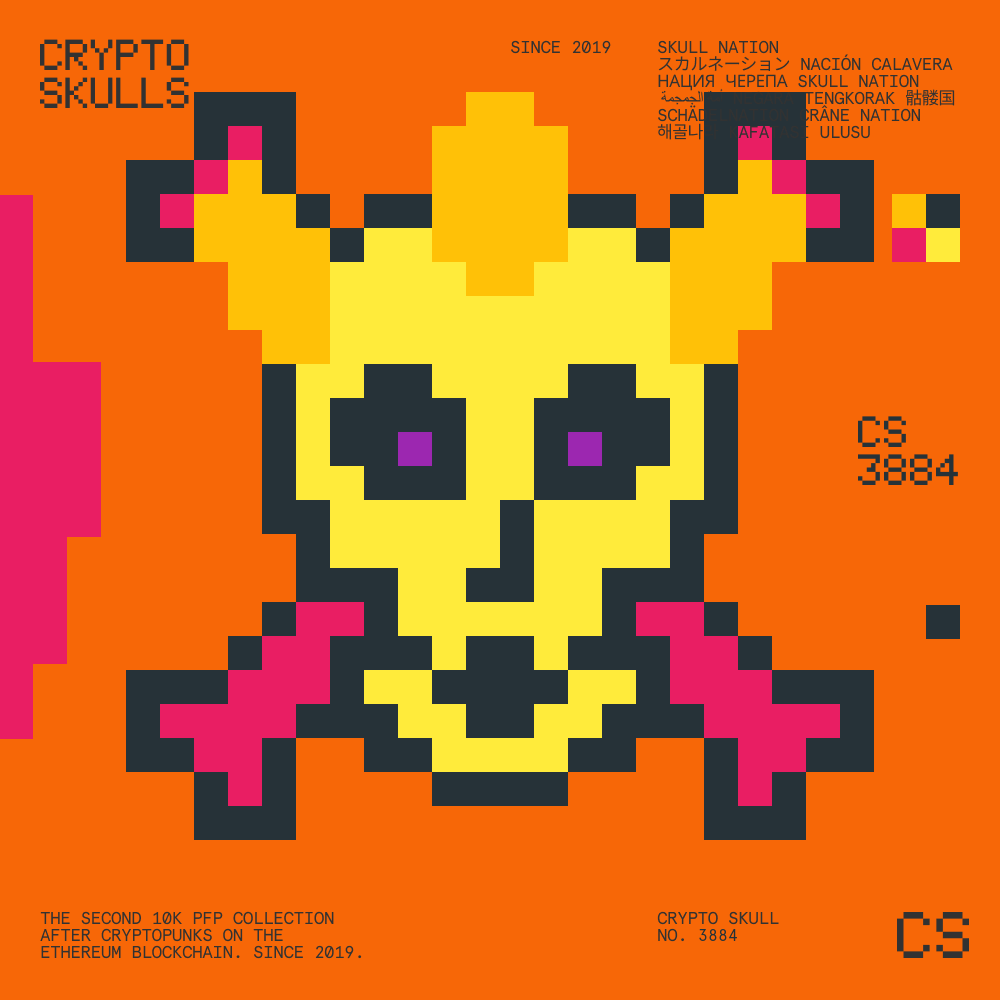 CRYPTO
SKULLS
SINCE 2019
SKULL NATION
スカルネーション NACIÓN CALAVERA
НАЦИЯ ЧЕРЕПА SKULL NATION
TENGKORAK 骷髅国
CRÂNE NATION
ULUSU
CS
3884
THE SECOND 10K PFP COLLECTION
AFTER CRYPTOPUNKS ON THE
ETHEREUM BLOCKCHAIN. SINCE 2019.
CRYPTO SKULL
NO. 3884
CS